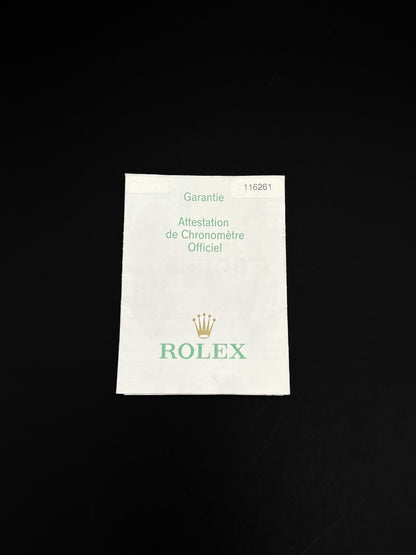 116261
Garantie
Attestation
de Chronomètre
Officiel
ROLEX